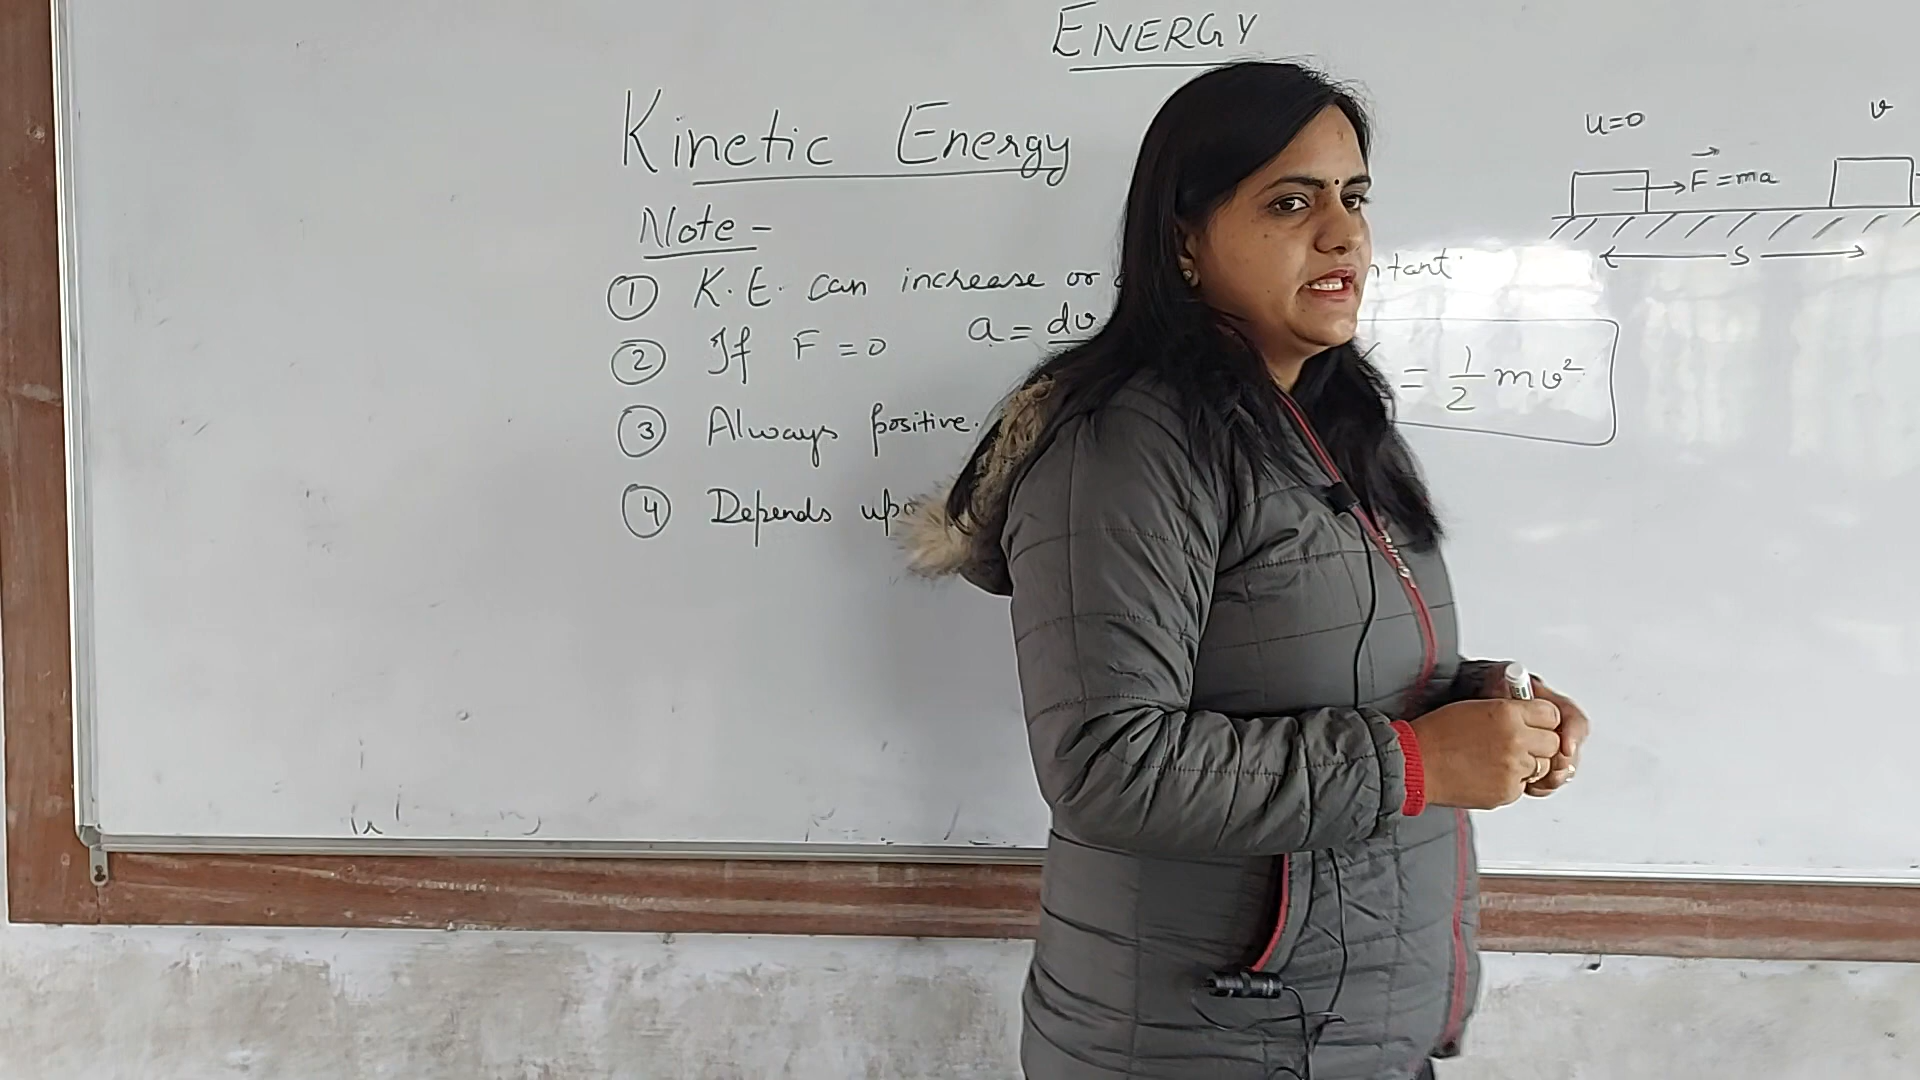 ENERGY
Kinetic Energy
Note-
① K.E. can increase or
② If F = 0 a = dv
③ Always positive.
④ Depends
u=0
v
F = ma
S
= 1/2 mv²